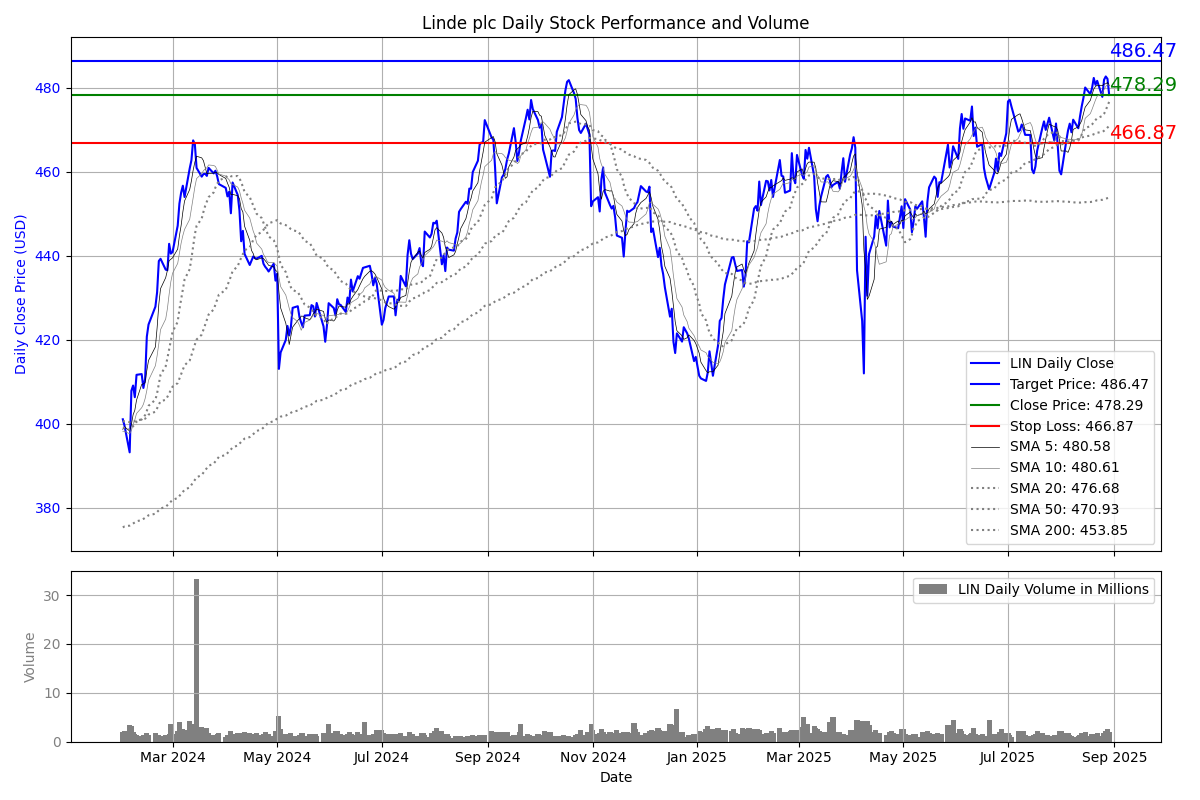 Linde plc Daily Stock Performance and Volume
486.47
478.29
466.87
480
460
440
420
400
380
Daily Close Price (USD)
LIN Daily Close
Target Price: 486.47
Close Price: 478.29
Stop Loss: 466.87
SMA 5: 480.58
SMA 10: 480.61
SMA 20: 476.68
SMA 50: 470.93
SMA 200: 453.85
LIN Daily Volume in Millions
30
20
10
0
Volume
Mar 2024
May 2024
Jul 2024
Sep 2024
Nov 2024
Jan 2025
Mar 2025
May 2025
Jul 2025
Sep 2025
Date